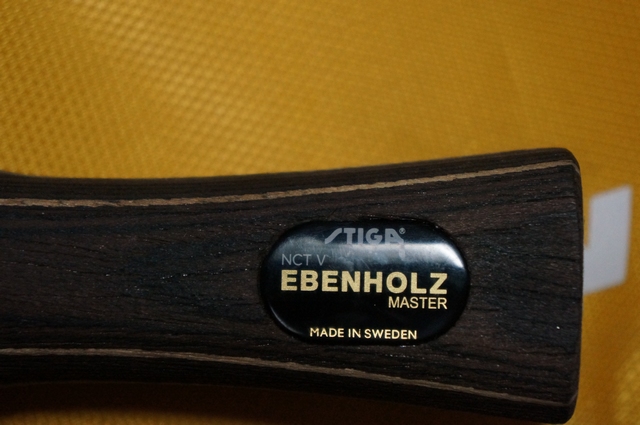 STIGA®
NCT V
EBENHOLZ
MASTER
MADE IN SWEDEN